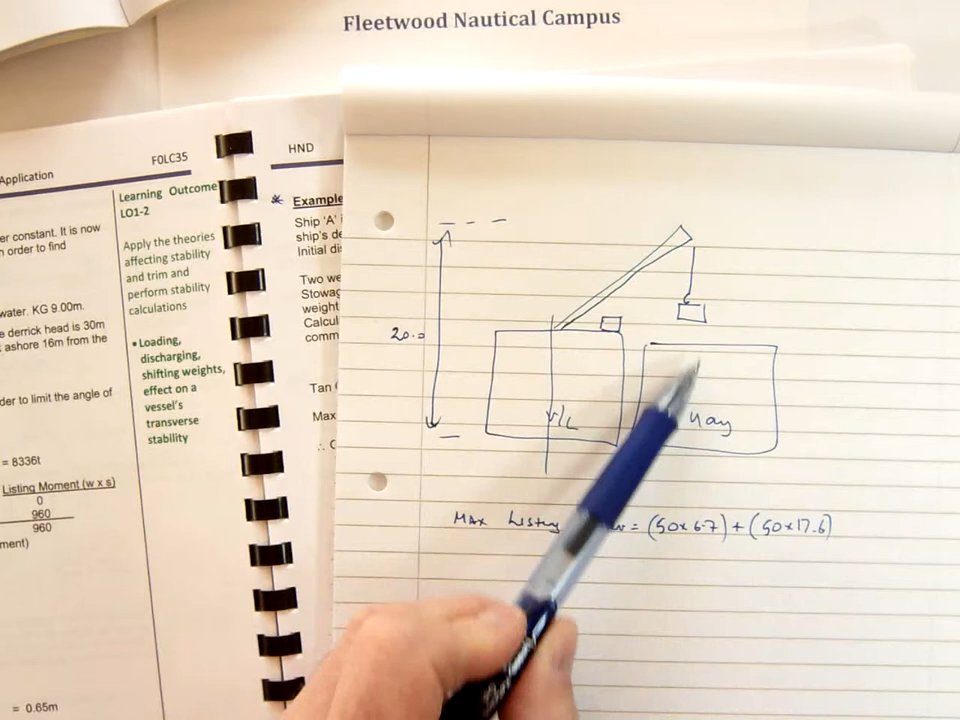 Fleetwood Nautical Campus
Application
F0LC35
er constant. It is now
n order to find
water. KG 9.00m.
e derrick head is 30m
ashore 16m from the
der to limit the angle of
= 8336t
Listing Moment (w x s)
0
960
960
ment)
= 0.65m
Learning Outcome
LO1-2
Apply the theories
affecting stability
and trim and
perform stability
calculations
• Loading,
discharging,
shifting weights,
effect on a
vessel's
transverse
stability
HND
* Example
Ship 'A' i
ship's de
Initial di
Two we
Stowag
weight
Calcul
comm
Tan
Max
∴
20.0
Quay
Max Listing = (50x6.7) + (50x17.6)